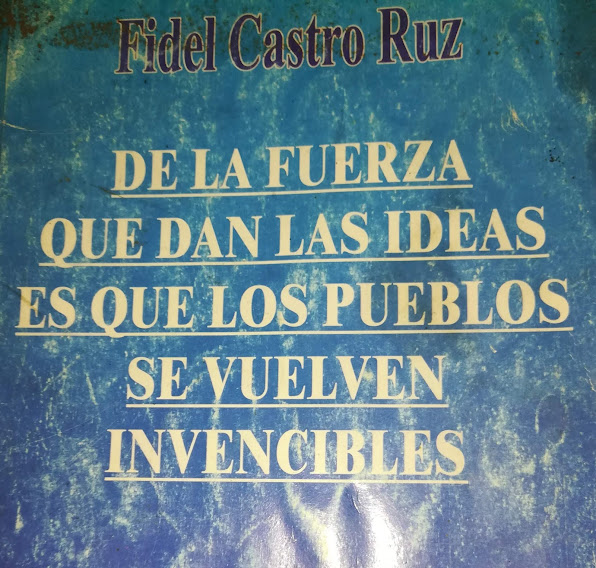 Fidel Castro Ruz
DE LA FUERZA
QUE DAN LAS IDEAS
ES QUE LOS PUEBLOS
SE VUELVEN
INVENCIBLES